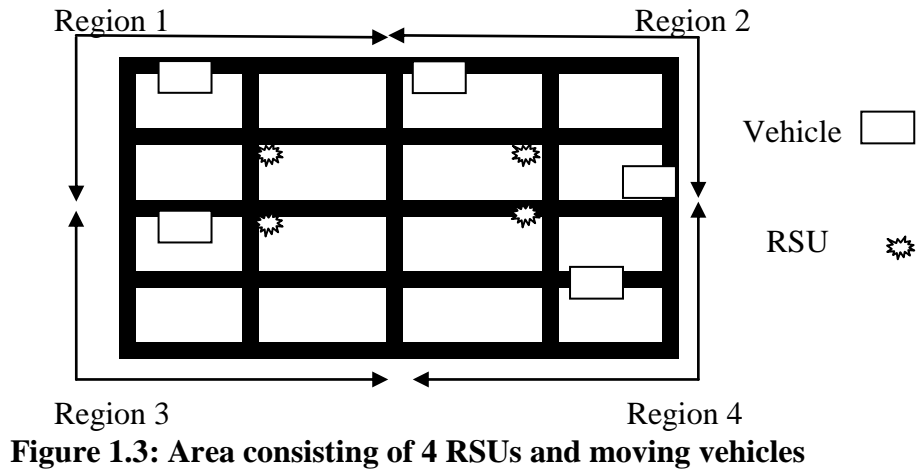 Region 1
Region 2
Vehicle
RSU
Region 3
Region 4
Figure 1.3: Area consisting of 4 RSUs and moving vehicles